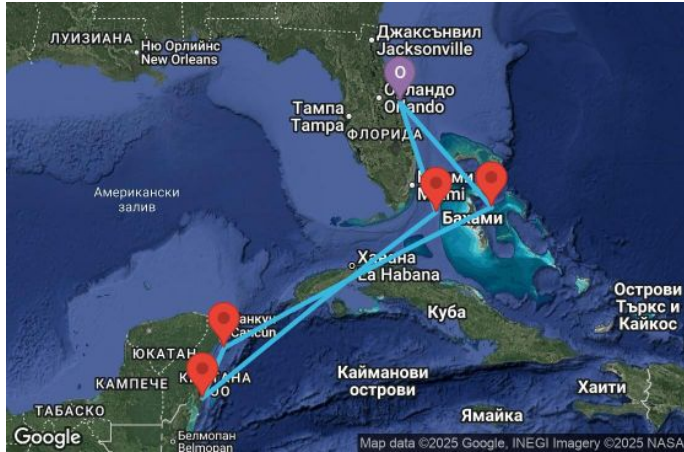 ЛУИЗИАНА
Ню Орлийнс
New Orleans
Джаксънвил
Jacksonville
O
Орландо
Orlando
Тампа
Tampa
ФЛОРИДА
Miami
Бахами
Американски
залив
Хавана
La Habana
Куба
Острови
Търкс и
Кайкос
Cancun
ЮКАТАН
КАМПЕЧЕ
ТАБАСКО
Кайманови
острови
Хаити
Ямайка
Белмопан
Belmopan
Google
Map data ©2025 Google, INEGI Imagery ©2025 NASA